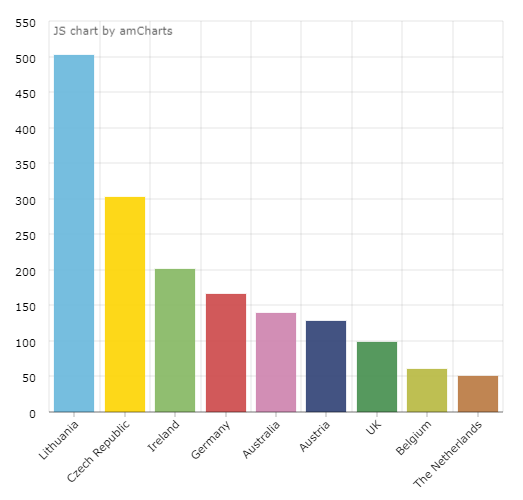 550
JS chart by amCharts
500
450
400
350
300
250
200
150
100
50
0
Lithuania
Czech Republic
Ireland
Germany
Australia
Austria
UK
Belgium
The Netherlands